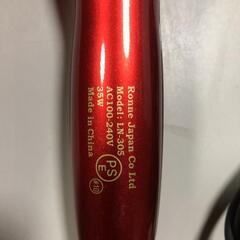 Ronne Japan Co Ltd
Model: LN-305
AC100-240V
35W
Made in China
PS
E